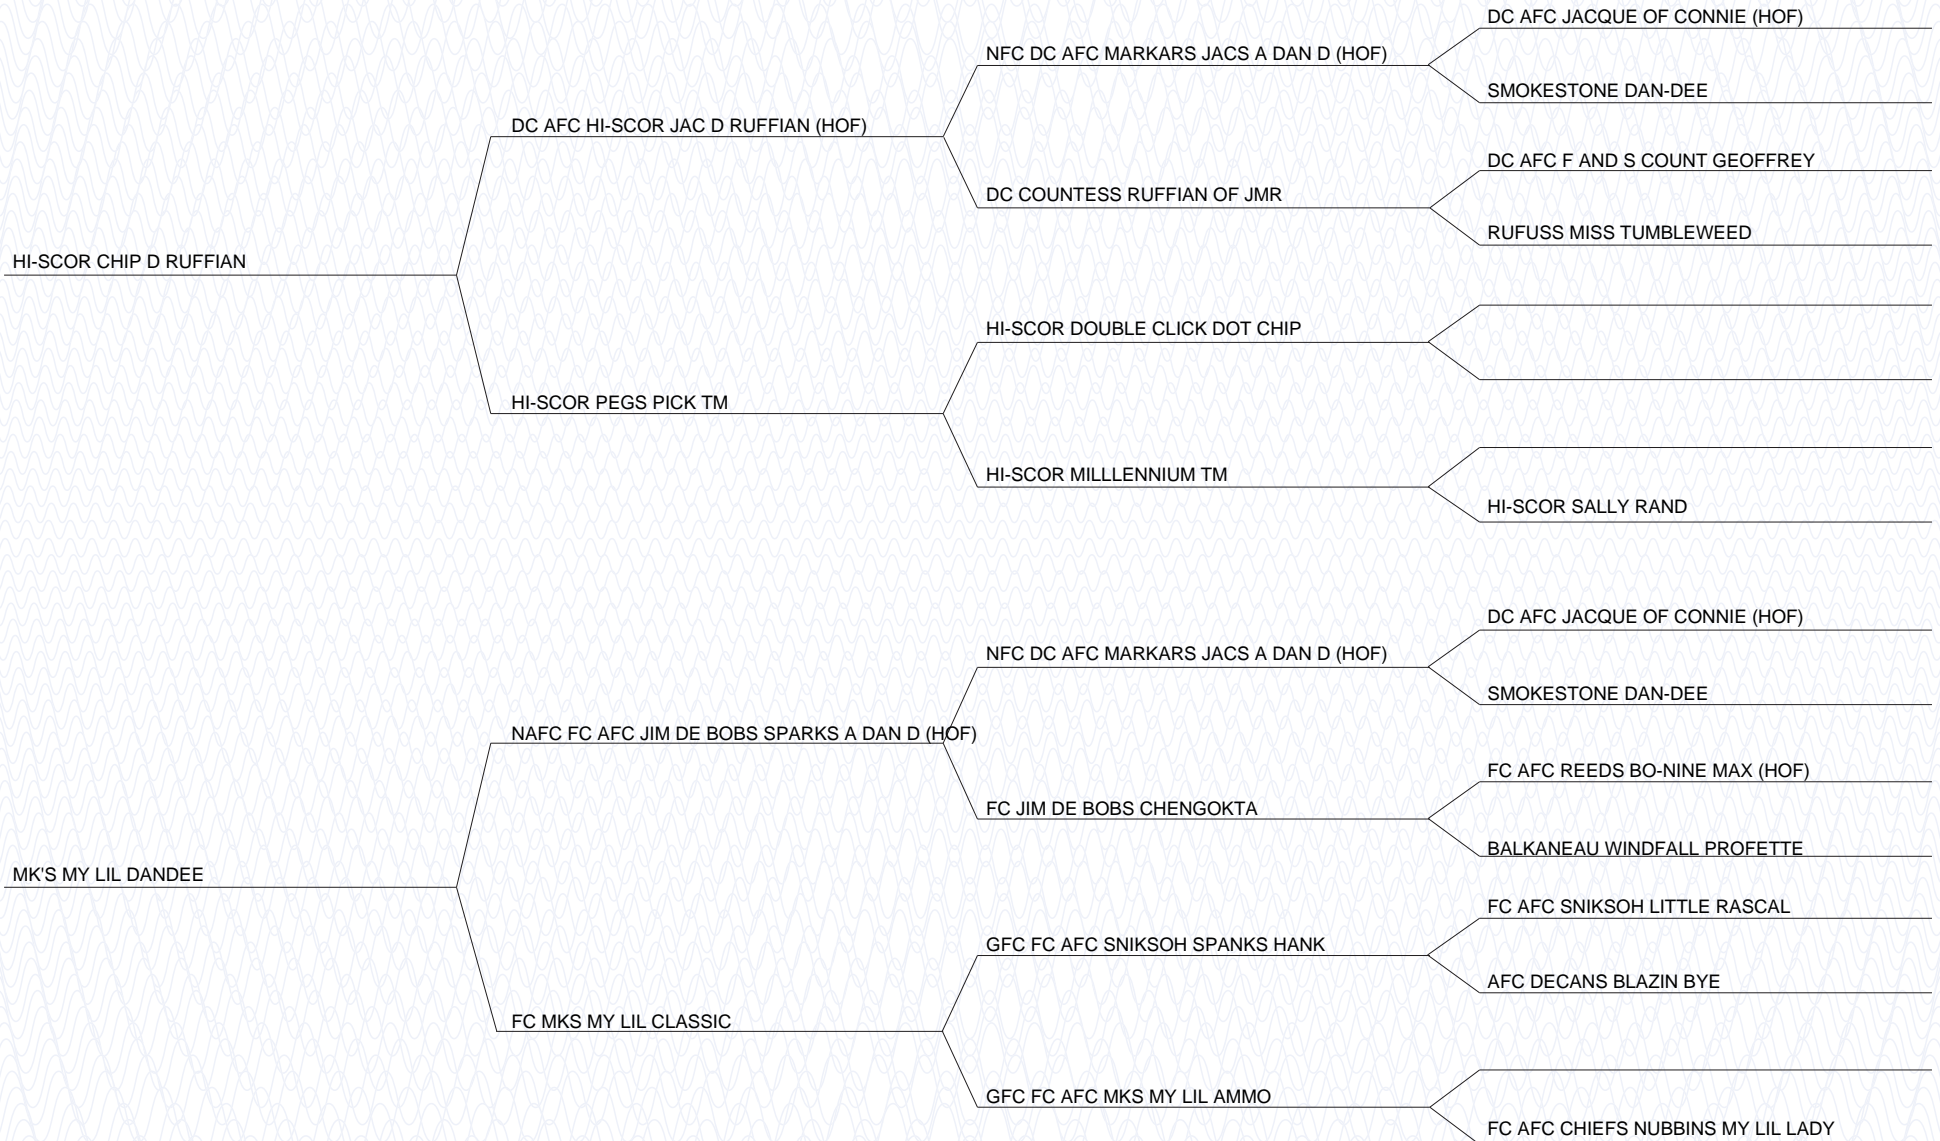 DC AFC JACQUE OF CONNIE (HOF)
NFC DC AFC MARKARS JACS A DAN D (HOF)
SMOKESTONE DAN-DEE
DC AFC HI-SCOR JAC D RUFFIAN (HOF)
DC AFC F AND S COUNT GEOFFREY
DC COUNTESS RUFFIAN OF JMR
RUFUSS MISS TUMBLEWEED
HI-SCOR CHIP D RUFFIAN
HI-SCOR DOUBLE CLICK DOT CHIP
HI-SCOR PEGS PICK TM
HI-SCOR MILLLENNIUM TM
HI-SCOR SALLY RAND
DC AFC JACQUE OF CONNIE (HOF)
NFC DC AFC MARKARS JACS A DAN D (HOF)
SMOKESTONE DAN-DEE
NAFC FC AFC JIM DE BOBS SPARKS A DAN D (HOF)
FC AFC REEDS BO-NINE MAX (HOF)
FC JIM DE BOBS CHENGOKTA
BALKANEAU WINDFALL PROFETTE
MK'S MY LIL DANDEE
FC AFC SNIKSOH LITTLE RASCAL
GFC FC AFC SNIKSOH SPANKS HANK
AFC DECANS BLAZIN BYE
FC MKS MY LIL CLASSIC
GFC FC AFC MKS MY LIL AMMO
FC AFC CHIEFS NUBBINS MY LIL LADY